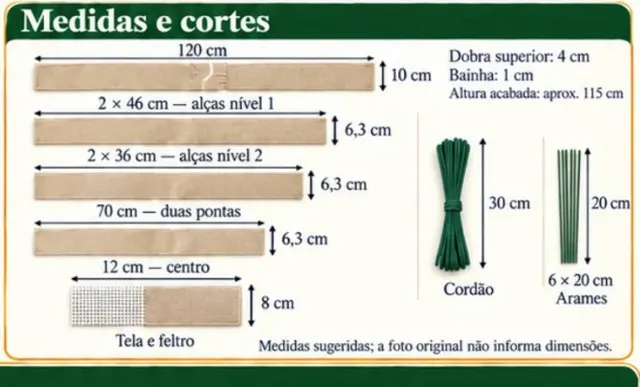 Medidas e cortes
120 cm
10 cm
Dobra superior: 4 cm
Bainha: 1 cm
Altura acabada: aprox. 115 cm
2 × 46 cm — alças nível 1
6,3 cm
2 × 36 cm — alças nível 2
6,3 cm
70 cm — duas pontas
6,3 cm
12 cm — centro
8 cm
Tela e feltro
30 cm
Cordão
20 cm
6 × 20 cm
Arames
Medidas sugeridas; a foto original não informa dimensões.